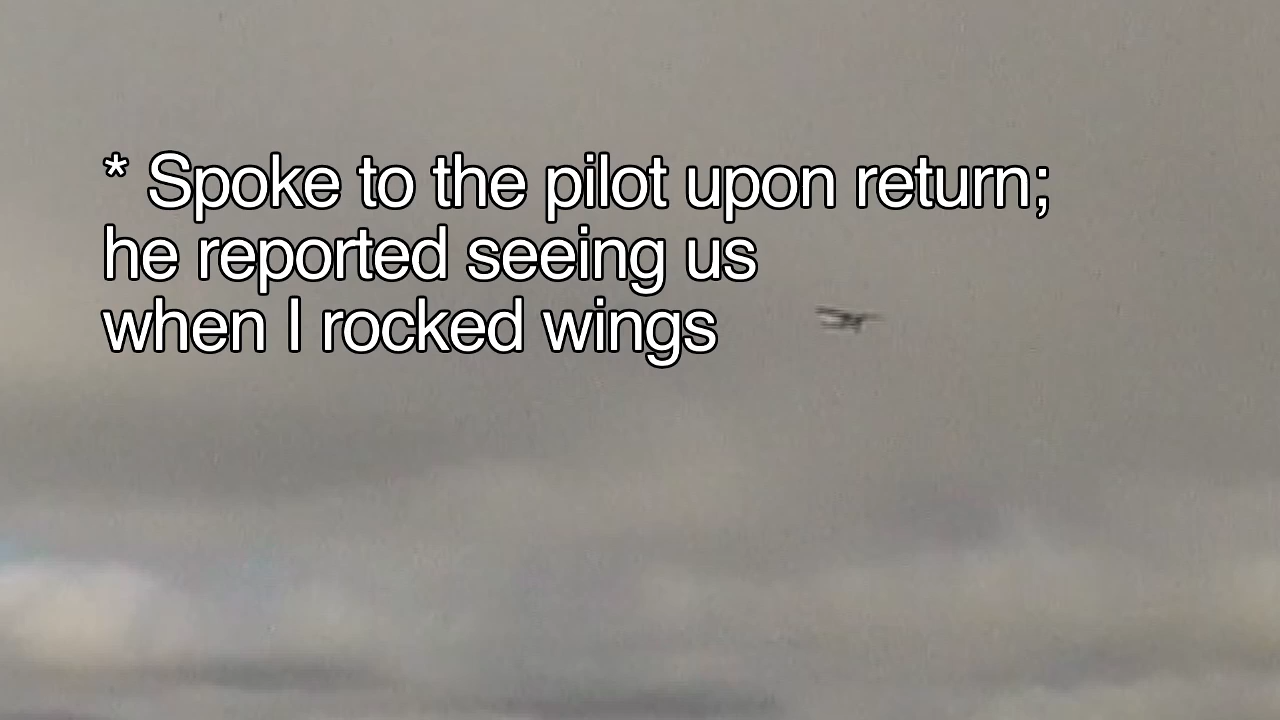 * Spoke to the pilot upon return;
he reported seeing us
when I rocked wings